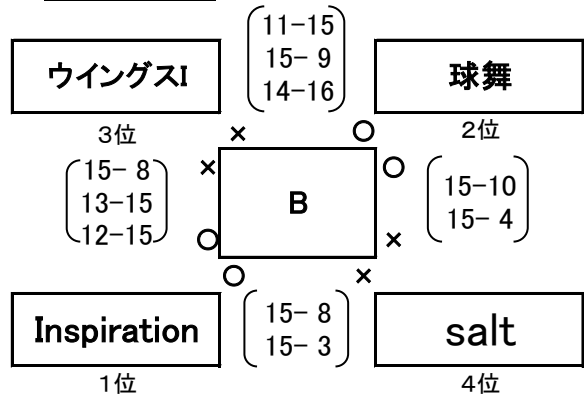 11-15
15- 9
14-16
ウイングスI
球舞
3位
×
○
2位
15- 8
13-15
12-15
×
○
B
○
×
15-10
15- 4
○
×
15- 8
15- 3
Inspiration
salt
1位
4位